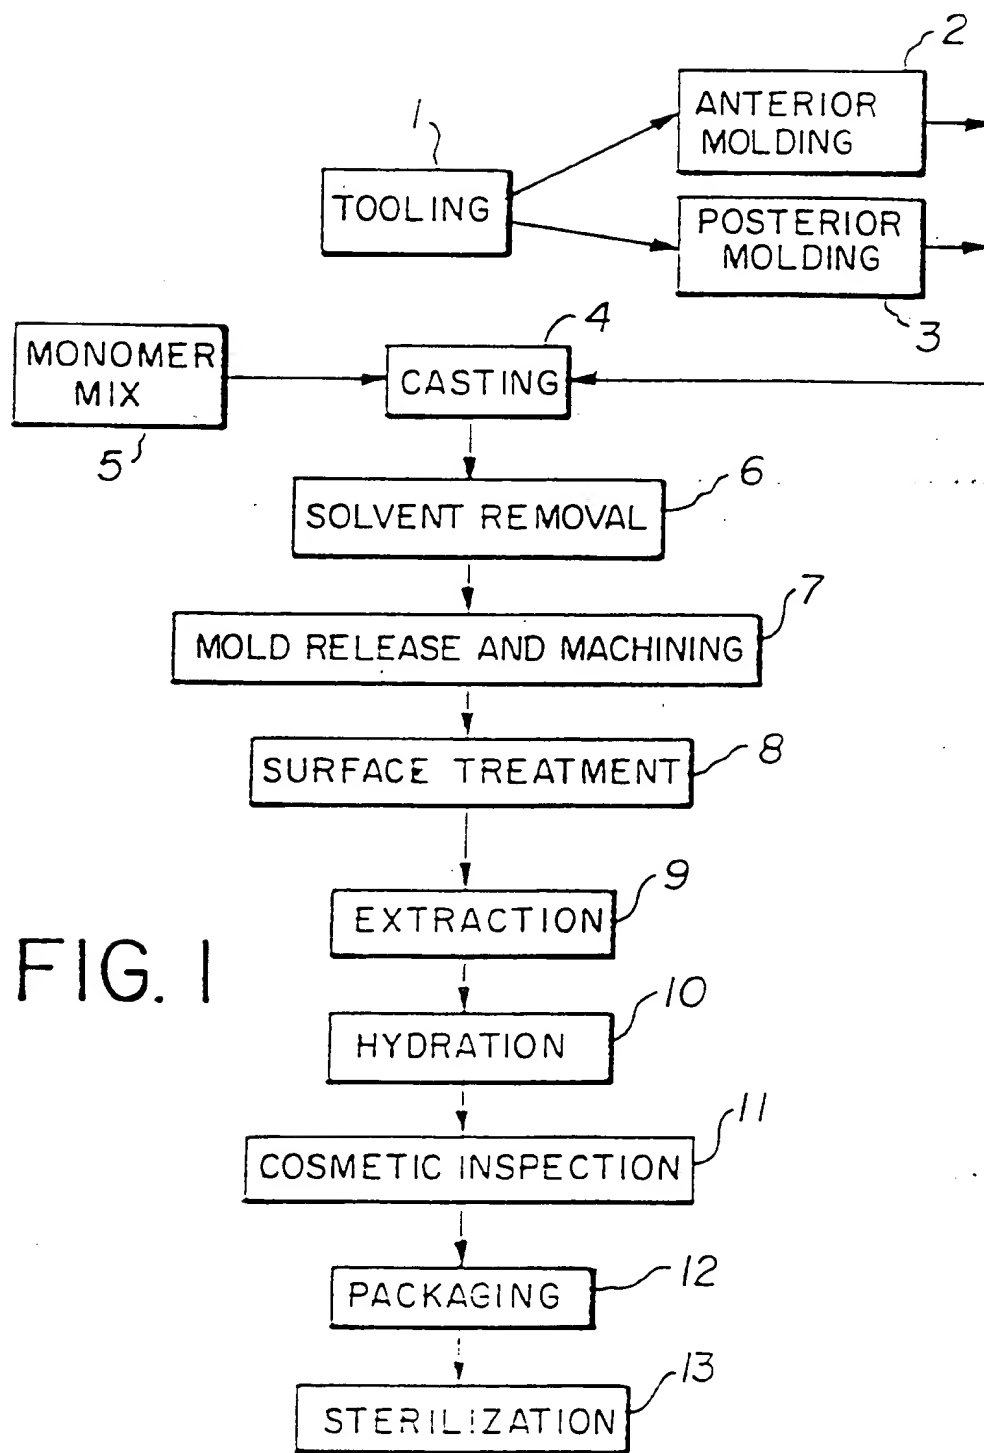 2
1
ANTERIOR
MOLDING
TOOLING
POSTERIOR
MOLDING
3
4
MONOMER
MIX
CASTING
5
6
SOLVENT REMOVAL
7
MOLD RELEASE AND MACHINING
8
SURFACE TREATMENT
9
EXTRACTION
FIG. 1
10
HYDRATION
11
COSMETIC INSPECTION
12
PACKAGING
13
STERILIZATION